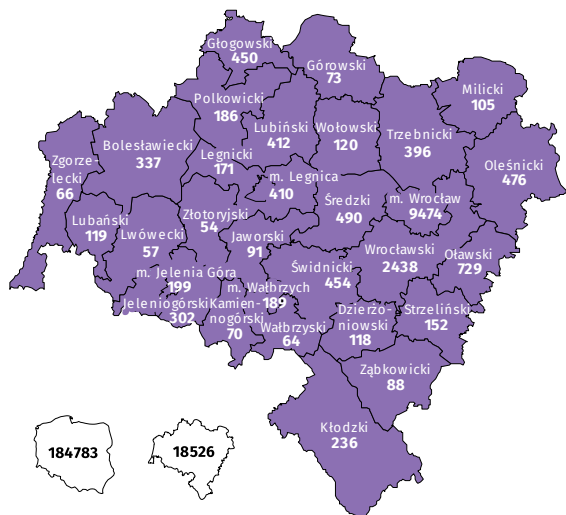 Głogowski
450
Górowski
73
Milicki
105
Polkowicki
186
Lubiński
412
Wołowski
120
Trzebnicki
396
Bolesławiecki
337
Zgorze-
lecki
66
Legnicki
171
m. Legnica
410
Oleśnicki
476
Średzki
490
m. Wrocław
9474
Lubański
119
Lwówecki
57
Złotoryjski
54
Jaworski
91
Wrocławski
2438
Oławski
729
Świdnicki
454
m. Jelenia Góra
199
m. Wałbrzych
189
Jeleniogórski
302
Kamien-
nogórski
70
Wałbrzyski
64
Dzierżo-
niowski
118
Strzeliński
152
Ząbkowicki
88
Kłodzki
236
184783
18526